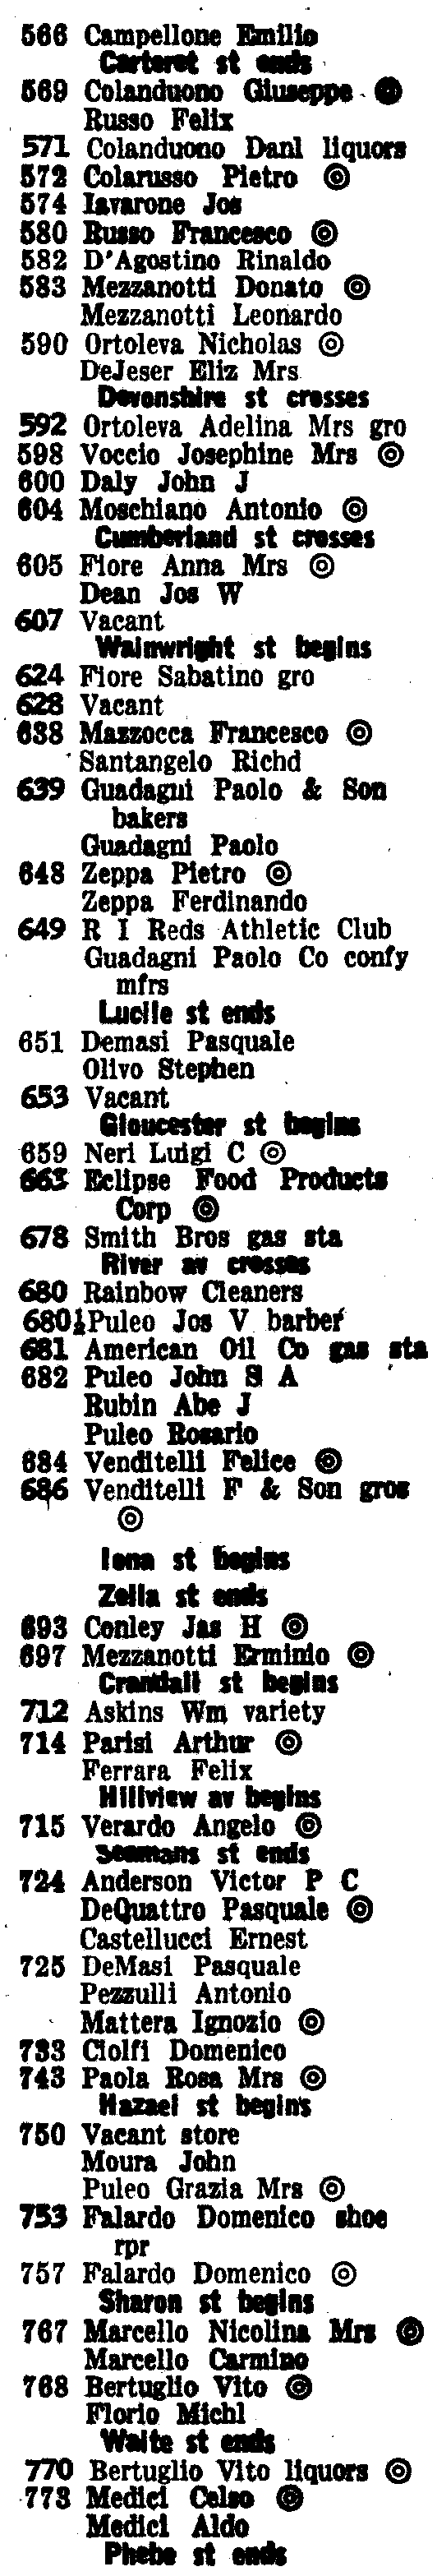 566 Campellone Emilio
Carteret st ends
569 Colanduono Giuseppe ◎
Russo Felix
571 Colanduono Danl liquors
572 Colarusso Pietro ◎
574 Iavarone Jos
580 Russo Francesco ◎
582 D'Agostino Rinaldo
583 Mezzanotti Donato ◎
Mezzanotti Leonardo
590 Ortoleva Nicholas ◎
DeJeser Eliz Mrs
Devonshire st crosses
592 Ortoleva Adelina Mrs gro
598 Voccio Josephine Mrs ◎
600 Daly John J
604 Moschiano Antonio ◎
Cumberland st crosses
605 Fiore Anna Mrs ◎
Dean Jos W
607 Vacant
Wainwright st begins
624 Fiore Sabatino gro
628 Vacant
638 Mazzocca Francesco ◎
Santangelo Richd
639 Guadagni Paolo & Son
bakers
Guadagni Paolo
648 Zeppa Pietro ◎
Zeppa Ferdinando
649 R I Reds Athletic Club
Guadagni Paolo Co confy
mfrs
Lucile st ends
651 Demasi Pasquale
Olivo Stephen
653 Vacant
Gloucester st begins
659 Neri Luigi C ◎
663 Eclipse Food Products
Corp ◎
678 Smith Bros gas sta
River av crosses
680 Rainbow Cleaners
680½ Puleo Jos V barber
681 American Oil Co gas sta
682 Puleo John S A
Rubin Abe J
Puleo Rosario
684 Venditelli Felice ◎
686 Venditelli F & Son gros
◎
Iona st begins
Zella st ends
693 Conley Jas H ◎
697 Mezzanotti Erminio ◎
Crandall st begins
712 Askins Wm variety
714 Parisi Arthur ◎
Ferrara Felix
Hillview av begins
715 Verardo Angelo ◎
Seamans st ends
724 Anderson Victor P C
DeQuattro Pasquale ◎
Castellucci Ernest
725 DeMasi Pasquale
Pezzulli Antonio
Mattera Ignozio ◎
733 Ciolfi Domenico
743 Paola Rosa Mrs ◎
Hazael st begins
750 Vacant store
Moura John
Puleo Grazia Mrs ◎
753 Falardo Domenico shoe
rpr
757 Falardo Domenico ◎
Sharon st begins
767 Marcello Nicolina Mrs ◎
Marcello Carmino
768 Bertuglio Vito ◎
Florio Michl
Waite st ends
770 Bertuglio Vito liquors ◎
773 Medici Celso ◎
Medici Aldo
Phebe st ends